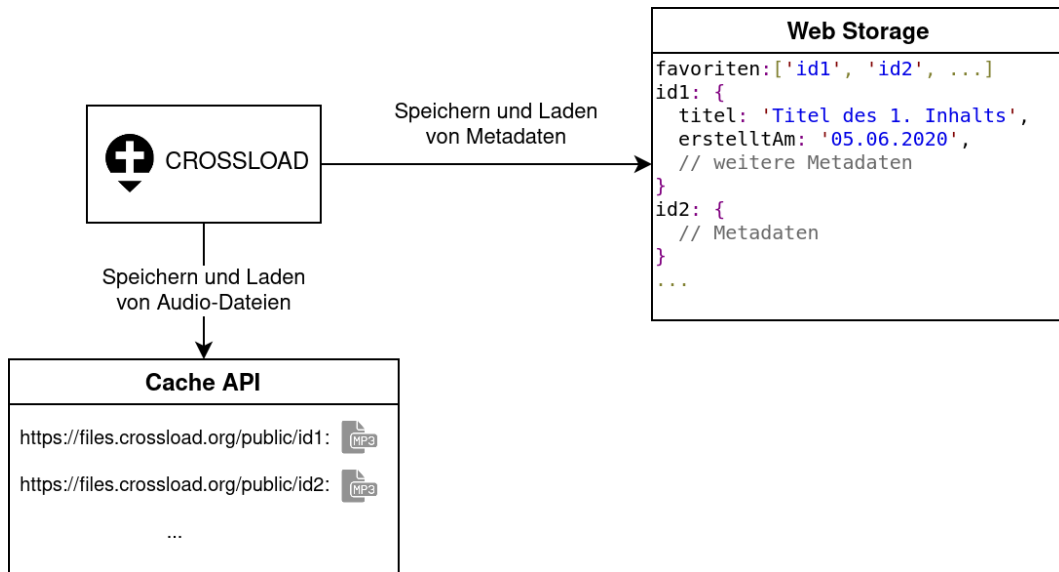 Web Storage
favoriten:['id1', 'id2', ...]
id1: {
  titel: 'Titel des 1. Inhalts',
  erstelltAm: '05.06.2020',
  // weitere Metadaten
}
id2: {
  // Metadaten
}
...
Speichern und Laden
von Metadaten
CROSSLOAD
Speichern und Laden
von Audio-Dateien
Cache API
https://files.crossload.org/public/id1: MP3
https://files.crossload.org/public/id2: MP3
...